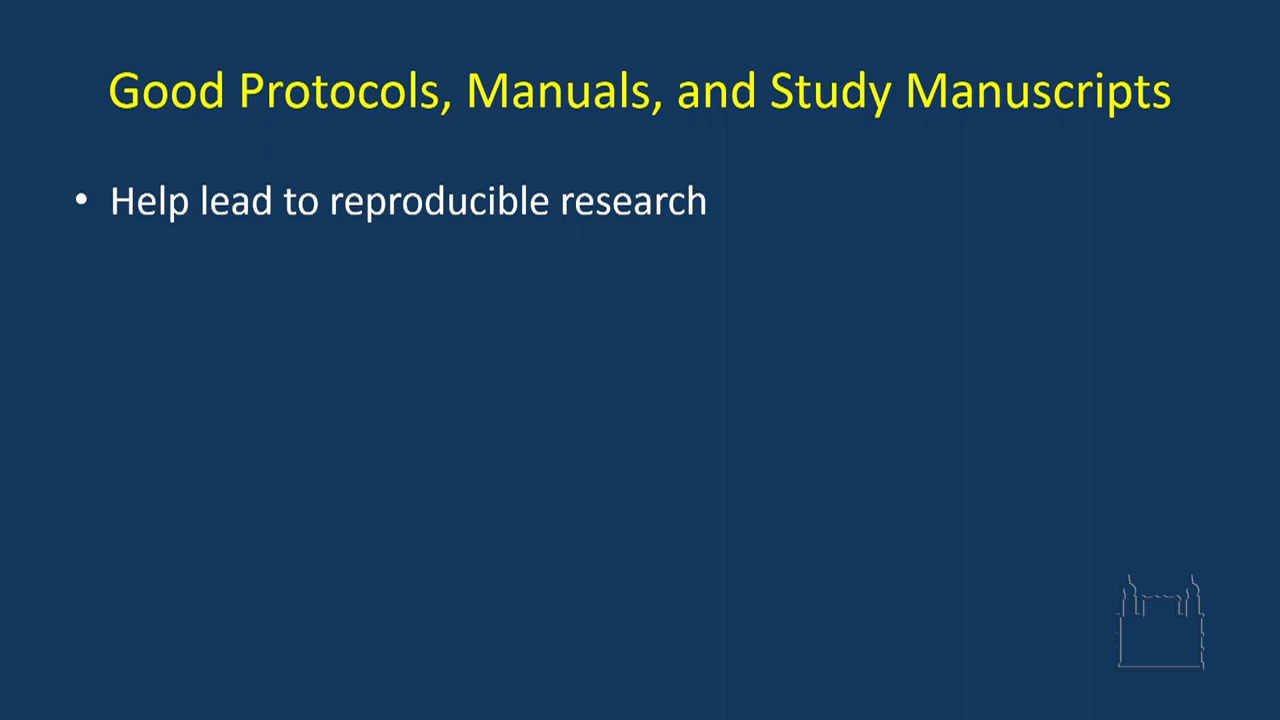 Good Protocols, Manuals, and Study Manuscripts
• Help lead to reproducible research